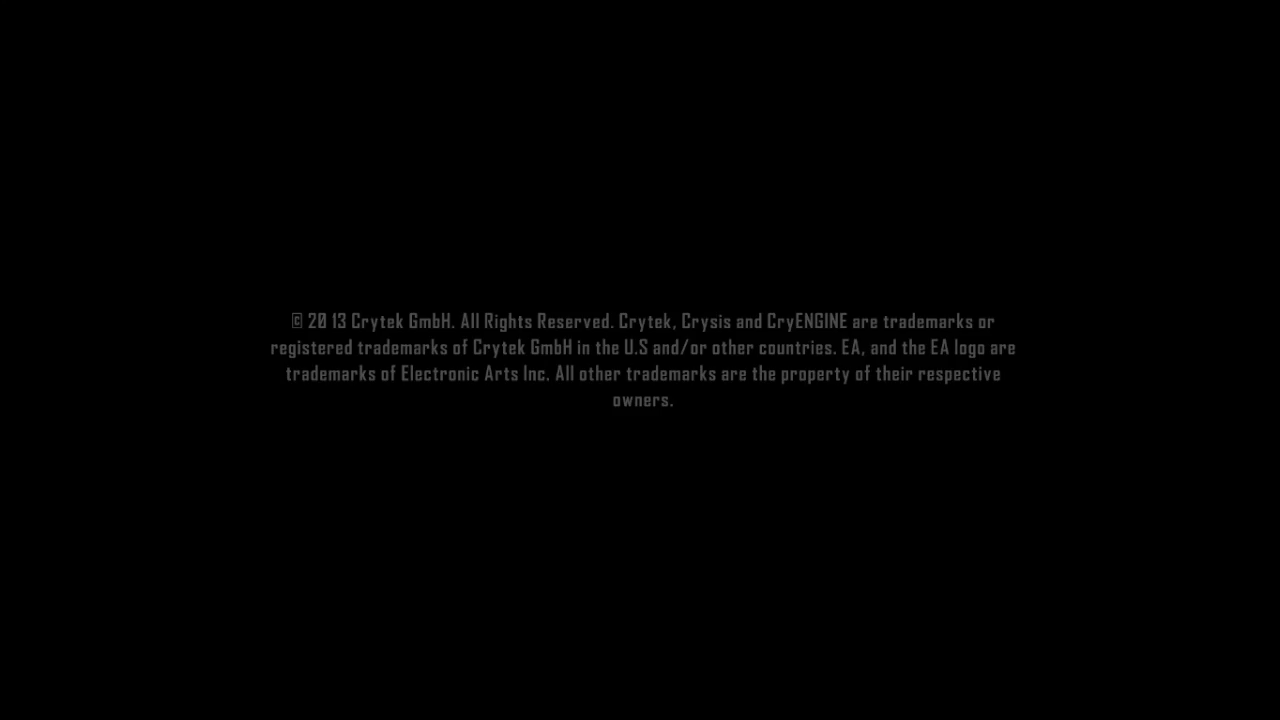 © 2013 Crytek GmbH. All Rights Reserved. Crytek, Crysis and CryENGINE are trademarks or
registered trademarks of Crytek GmbH in the U.S and/or other countries. EA, and the EA logo are
trademarks of Electronic Arts Inc. All other trademarks are the property of their respective
owners.